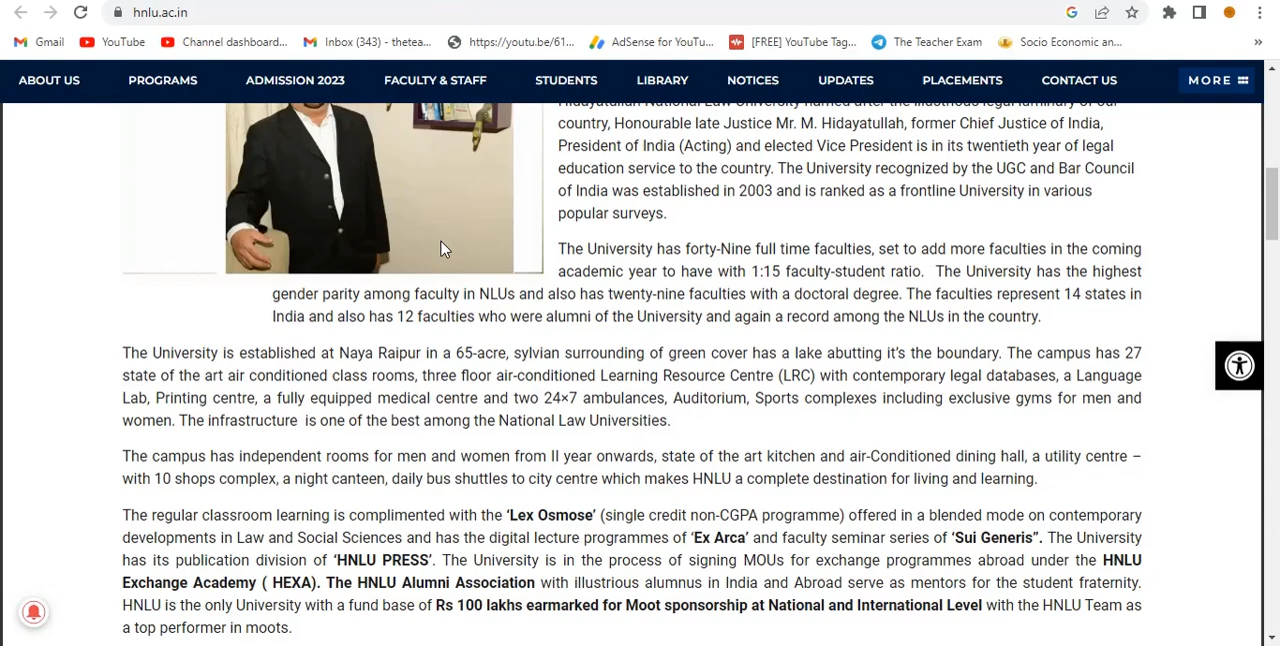 hnlu.ac.in
Gmail
YouTube
Channel dashboard...
Inbox (343) - thetea...
https://youtu.be/61...
AdSense for YouTu...
[FREE] YouTube Tag...
The Teacher Exam
Socio Economic an...
»
ABOUT US
PROGRAMS
ADMISSION 2023
FACULTY & STAFF
STUDENTS
LIBRARY
NOTICES
UPDATES
PLACEMENTS
CONTACT US
MORE
Hidayatullah National Law University named after the illustrious legal luminary of our
country, Honourable late Justice Mr. M. Hidayatullah, former Chief Justice of India,
President of India (Acting) and elected Vice President is in its twentieth year of legal
education service to the country. The University recognized by the UGC and Bar Council
of India was established in 2003 and is ranked as a frontline University in various
popular surveys.
The University has forty-Nine full time faculties, set to add more faculties in the coming
academic year to have with 1:15 faculty-student ratio. The University has the highest
gender parity among faculty in NLUs and also has twenty-nine faculties with a doctoral degree. The faculties represent 14 states in
India and also has 12 faculties who were alumni of the University and again a record among the NLUs in the country.
The University is established at Naya Raipur in a 65-acre, sylvian surrounding of green cover has a lake abutting it's the boundary. The campus has 27
state of the art air conditioned class rooms, three floor air-conditioned Learning Resource Centre (LRC) with contemporary legal databases, a Language
Lab, Printing centre, a fully equipped medical centre and two 24×7 ambulances, Auditorium, Sports complexes including exclusive gyms for men and
women. The infrastructure is one of the best among the National Law Universities.
The campus has independent rooms for men and women from II year onwards, state of the art kitchen and air-Conditioned dining hall, a utility centre –
with 10 shops complex, a night canteen, daily bus shuttles to city centre which makes HNLU a complete destination for living and learning.
The regular classroom learning is complimented with the 'Lex Osmose' (single credit non-CGPA programme) offered in a blended mode on contemporary
developments in Law and Social Sciences and has the digital lecture programmes of 'Ex Arca' and faculty seminar series of 'Sui Generis". The University
has its publication division of 'HNLU PRESS'. The University is in the process of signing MOUs for exchange programmes abroad under the HNLU
Exchange Academy ( HEXA). The HNLU Alumni Association with illustrious alumnus in India and Abroad serve as mentors for the student fraternity.
HNLU is the only University with a fund base of Rs 100 lakhs earmarked for Moot sponsorship at National and International Level with the HNLU Team as
a top performer in moots.